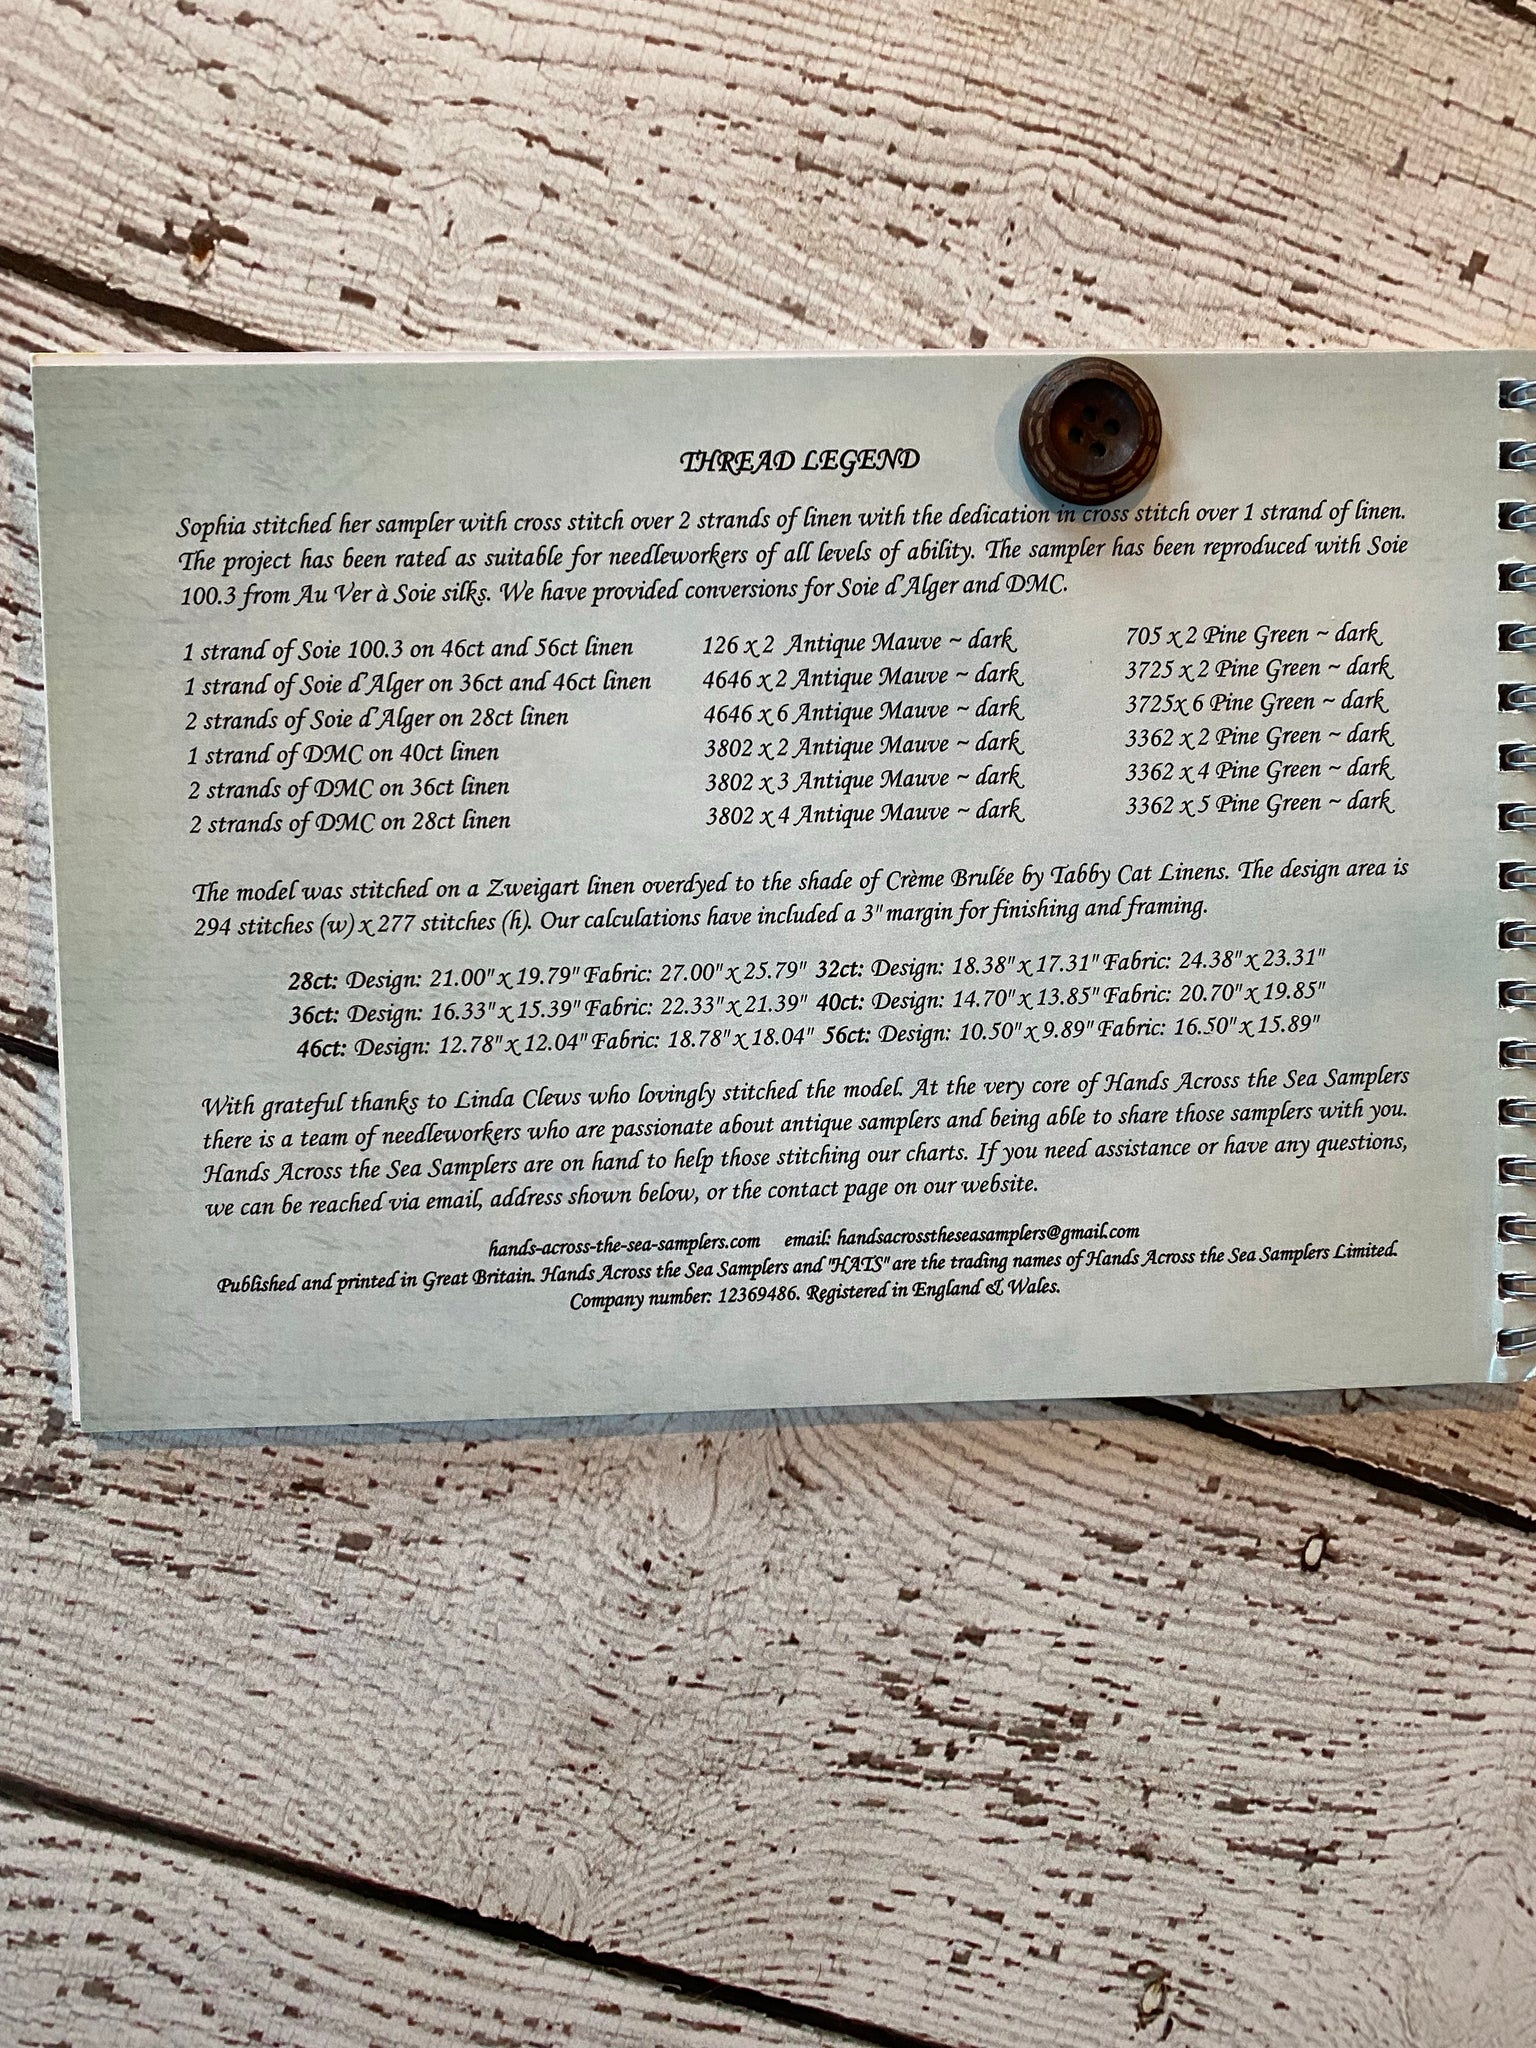 THREAD LEGEND
Sophia stitched her sampler with cross stitch over 2 strands of linen with the dedication in cross stitch over 1 strand of linen.
The project has been rated as suitable for needleworkers of all levels of ability. The sampler has been reproduced with Soie
100.3 from Au Ver à Soie silks. We have provided conversions for Soie d'Alger and DMC.
1 strand of Soie 100.3 on 46ct and 56ct linen 126 x 2 Antique Mauve ~ dark 705 x 2 Pine Green ~ dark
1 strand of Soie d'Alger on 36ct and 46ct linen 4646 x 2 Antique Mauve ~ dark 3725 x 2 Pine Green ~ dark
2 strands of Soie d'Alger on 28ct linen 4646 x 6 Antique Mauve ~ dark 3725x 6 Pine Green ~ dark
1 strand of DMC on 40ct linen 3802 x 2 Antique Mauve ~ dark 3362 x 2 Pine Green ~ dark
2 strands of DMC on 36ct linen 3802 x 3 Antique Mauve ~ dark 3362 x 4 Pine Green ~ dark
2 strands of DMC on 28ct linen 3802 x 4 Antique Mauve ~ dark 3362 x 5 Pine Green ~ dark
The model was stitched on a Zweigart linen overdyed to the shade of Crème Brulée by Tabby Cat Linens. The design area is
294 stitches (w) x 277 stitches (h). Our calculations have included a 3" margin for finishing and framing.
28ct: Design: 21.00" x 19.79" Fabric: 27.00" x 25.79" 32ct: Design: 18.38" x 17.31" Fabric: 24.38" x 23.31"
36ct: Design: 16.33" x 15.39" Fabric: 22.33" x 21.39" 40ct: Design: 14.70" x 13.85" Fabric: 20.70" x 19.85"
46ct: Design: 12.78" x 12.04" Fabric: 18.78" x 18.04" 56ct: Design: 10.50" x 9.89" Fabric: 16.50" x 15.89"
With grateful thanks to Linda Clews who lovingly stitched the model. At the very core of Hands Across the Sea Samplers
there is a team of needleworkers who are passionate about antique samplers and being able to share those samplers with you.
Hands Across the Sea Samplers are on hand to help those stitching our charts. If you need assistance or have any questions,
we can be reached via email, address shown below, or the contact page on our website.
hands-across-the-sea-samplers.com email: handsacrosstheseasamplers@gmail.com
Published and printed in Great Britain. Hands Across the Sea Samplers and "HATS" are the trading names of Hands Across the Sea Samplers Limited.
Company number: 12369486. Registered in England & Wales.